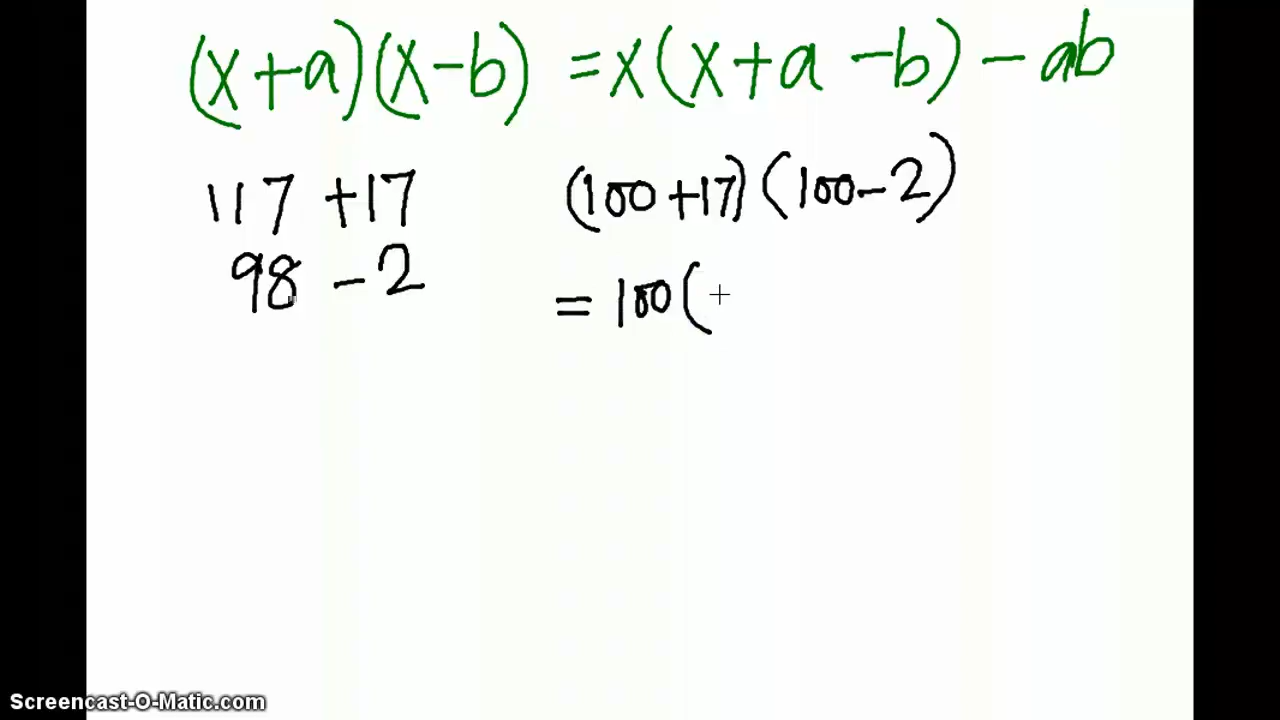 (x+a)(x-b) = x(x+a-b) - ab
117 +17 (100+17)(100-2)
98 -2 = 100(
Screencast-O-Matic.com